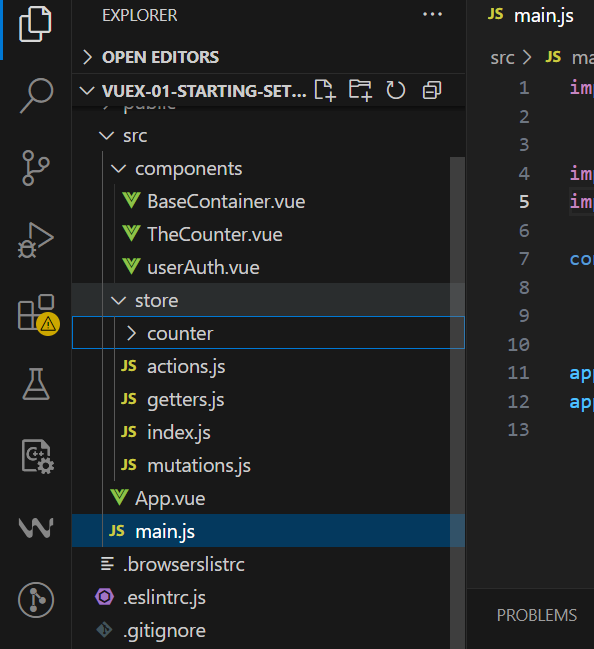 EXPLORER
OPEN EDITORS
VUEX-01-STARTING-SET...
public
src
components
BaseContainer.vue
TheCounter.vue
userAuth.vue
store
counter
JS actions.js
JS getters.js
JS index.js
JS mutations.js
App.vue
JS main.js
.browserslistrc
.eslintrc.js
.gitignore
JS main.js
src > JS ma
1 imp
2
3
4 imp
5 imp
6
7 con
8
9
10
11 app
12 app
13
PROBLEMS